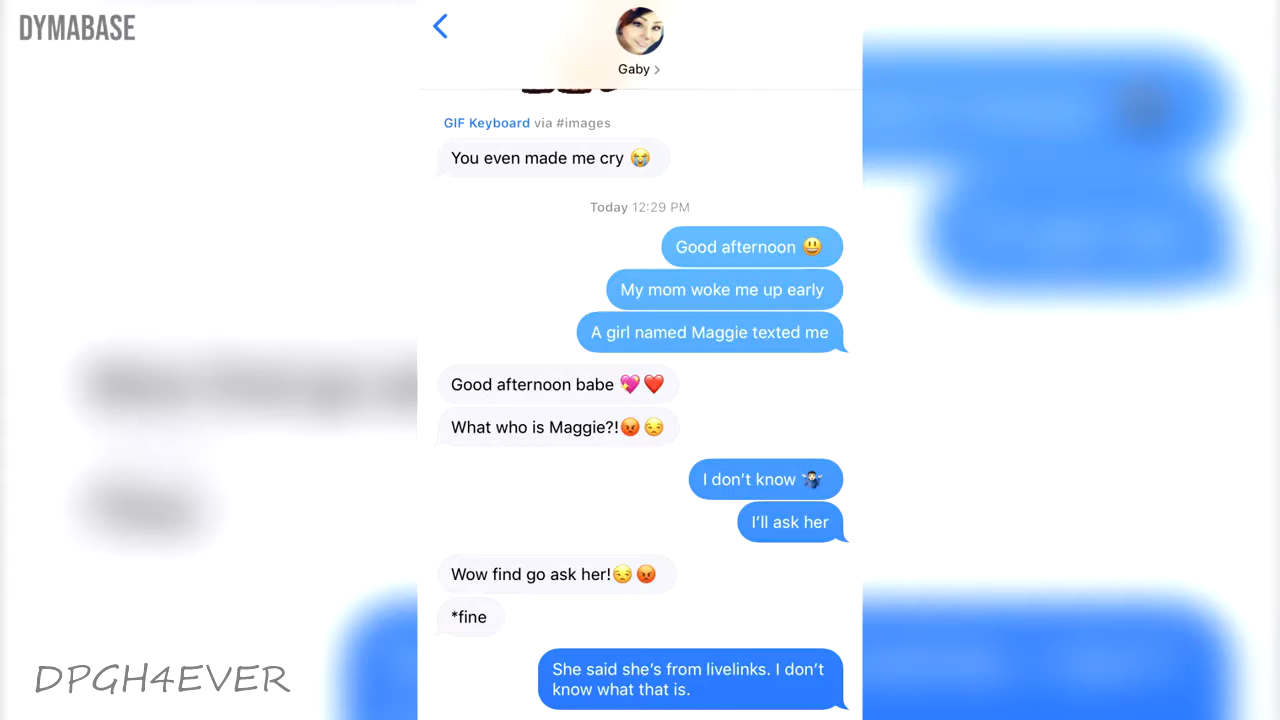 DYMABASE
Gaby >
GIF Keyboard via #images
You even made me cry 😭
Today 12:29 PM
Good afternoon 😃
My mom woke me up early
A girl named Maggie texted me
Good afternoon babe 💖 ❤️
What who is Maggie?!😡 😒
I don’t know 🤷🏻‍♂️
I’ll ask her
Wow find go ask her!😒 😡
*fine
She said she’s from livelinks. I don’t
know what that is.
DPGH4EVER